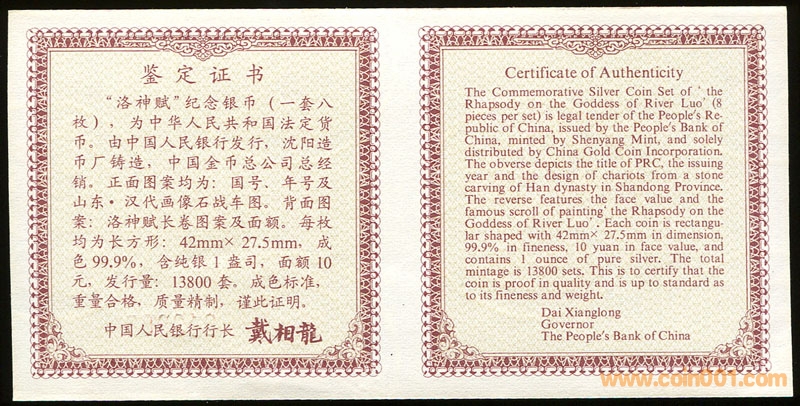 鉴定证书
“洛神赋”纪念银币（一套八
枚），为中华人民共和国法定货
币。由中国人民银行发行，沈阳造
币厂铸造，中国金币总公司总经
销。正面图案均为：国号、年号及
山东·汉代画像石战车图。背面图
案：洛神赋长卷图案及面额。每枚
均为长方形：42mm× 27.5mm，成
色99.9%，含纯银1盎司，面额10
元，发行量：13800套。成色标准，
重量合格，质量精制，谨此证明。
中国人民银行行长 戴相龍
Certificate of Authenticity
The Commemorative Silver Coin Set of ‘ the
Rhapsody on the Goddess of River Luo’ (8
pieces per set) is legal tender of the People's Re-
public of China, issued by the People's Bank of
China, minted by Shenyang Mint, and solely
distributed by China Gold Coin Incorporation.
The obverse depicts the title of PRC, the issuing
year and the design of chariots from a stone
carving of Han dynasty in Shandong Province.
The reverse features the face value and the
famous scroll of painting‘ the Rhapsody on the
Goddess of River Luo’ . Each coin is rectangu-
lar shaped with 42mm× 27.5mm in dimension,
99.9% in fineness, 10 yuan in face value, and
contains 1 ounce of pure silver. The total
mintage is 13800 sets. This is to certify that the
coin is proof in quality and is up to standard as
to its fineness and weight.
Dai Xianglong
Governor
The People's Bank of China
www.coin001.com